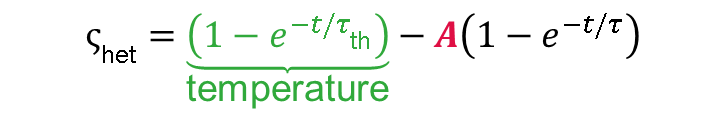 ς_het = (1 − e^{−t/τ_th}) − A(1 − e^{−t/τ})
temperature